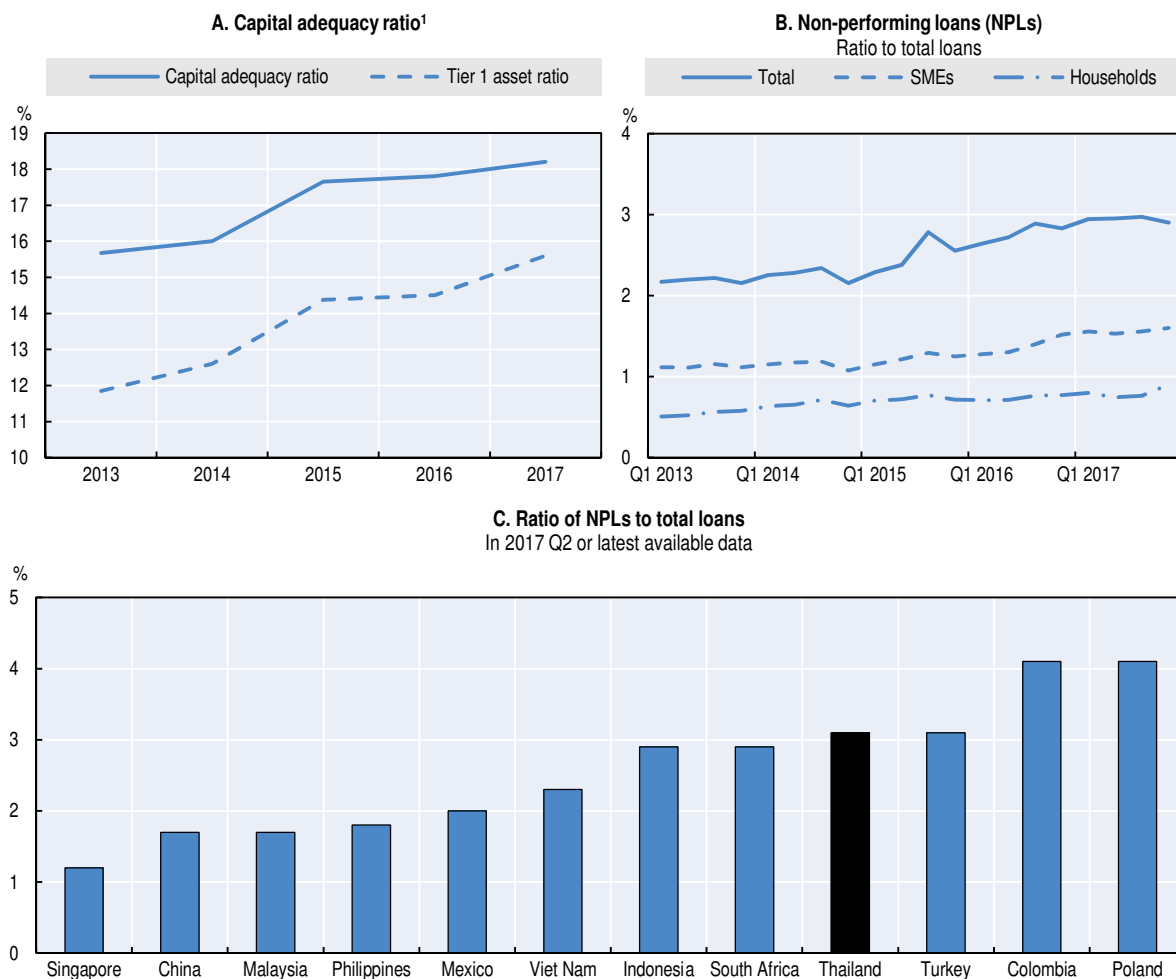 A. Capital adequacy ratio¹
Capital adequacy ratio
Tier 1 asset ratio
%
19
18
17
16
15
14
13
12
11
10
2013
2014
2015
2016
2017
B. Non-performing loans (NPLs)
Ratio to total loans
Total
SMEs
Households
%
4
3
2
1
0
Q1 2013
Q1 2014
Q1 2015
Q1 2016
Q1 2017
C. Ratio of NPLs to total loans
In 2017 Q2 or latest available data
%
5
4
3
2
1
0
Singapore
China
Malaysia
Philippines
Mexico
Viet Nam
Indonesia
South Africa
Thailand
Turkey
Colombia
Poland